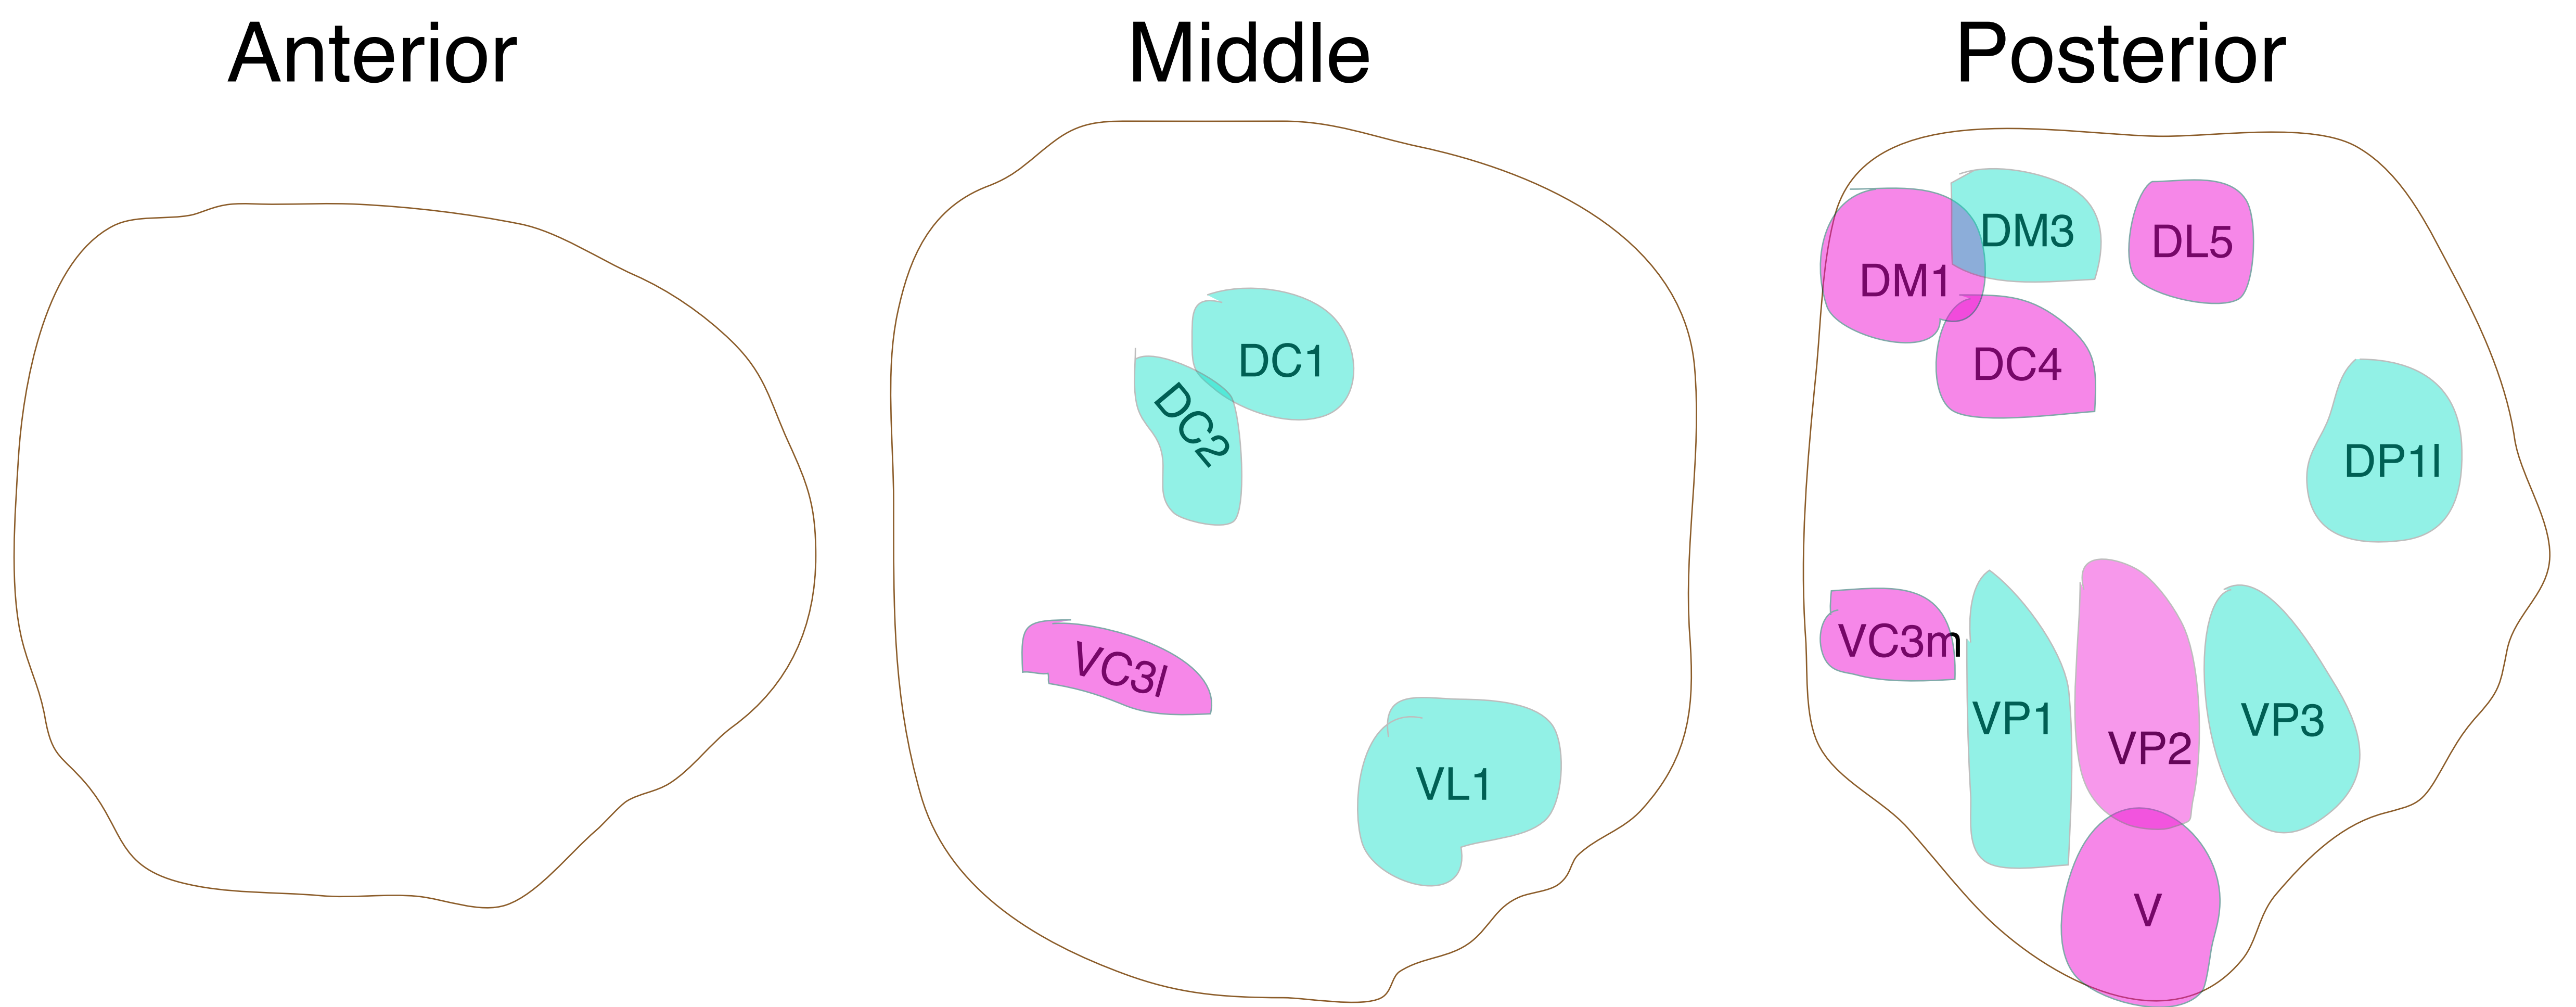 Anterior
Middle
Posterior
DC1
DC2
VC3l
VL1
DM3
DL5
DM1
DC4
DP1l
VC3m
VP1
VP2
VP3
V